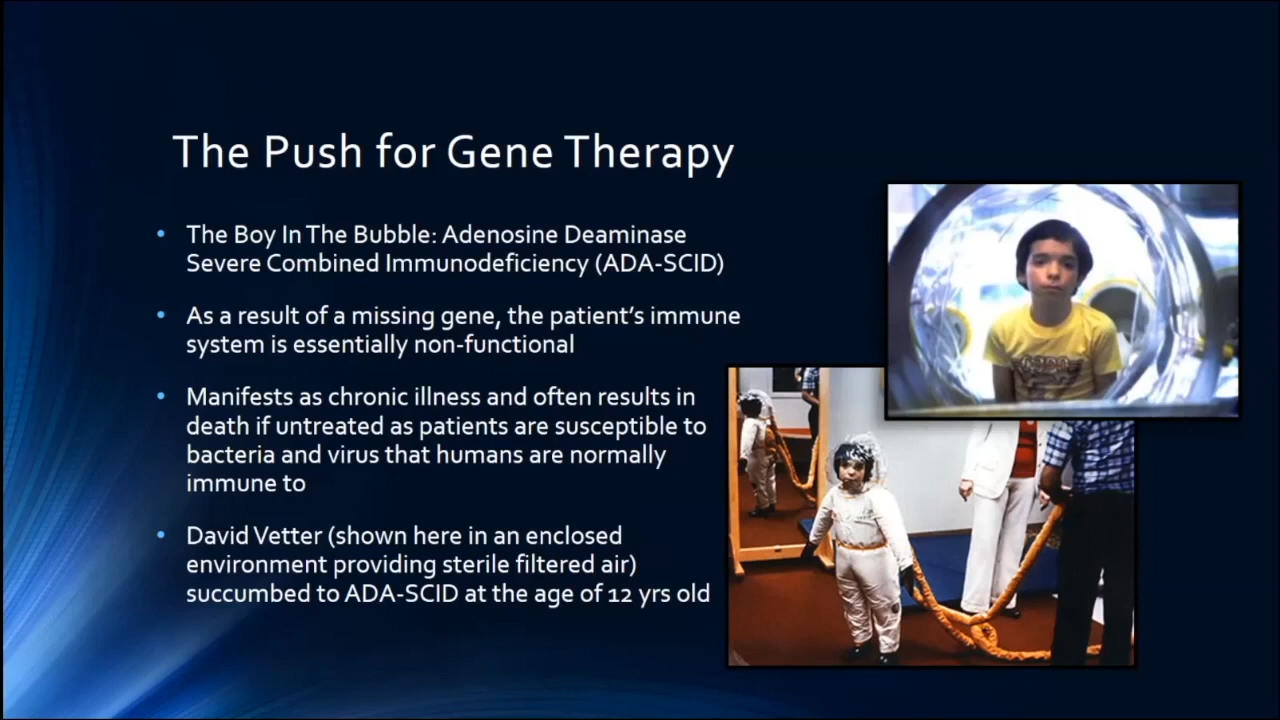 The Push for Gene Therapy
• The Boy In The Bubble: Adenosine Deaminase
Severe Combined Immunodeficiency (ADA-SCID)
• As a result of a missing gene, the patient's immune
system is essentially non-functional
• Manifests as chronic illness and often results in
death if untreated as patients are susceptible to
bacteria and virus that humans are normally
immune to
• David Vetter (shown here in an enclosed
environment providing sterile filtered air)
succumbed to ADA-SCID at the age of 12 yrs old